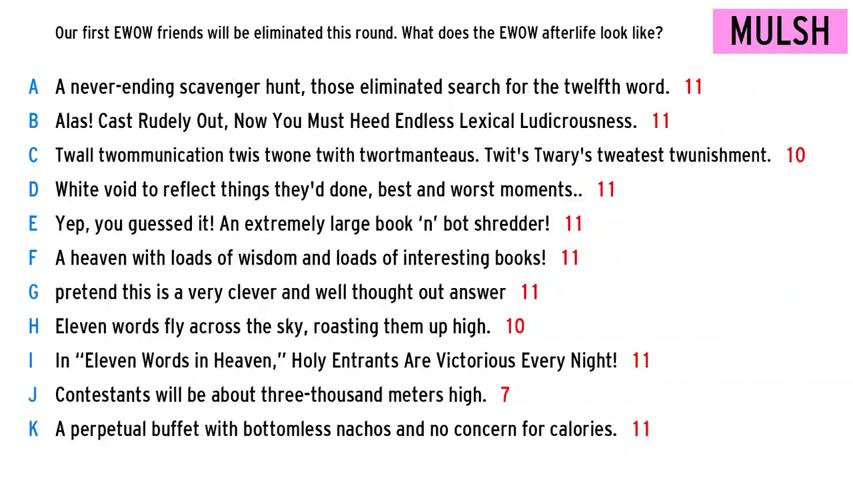 Our first EWOW friends will be eliminated this round. What does the EWOW afterlife look like?
MULSH
A A never-ending scavenger hunt, those eliminated search for the twelfth word. 11
B Alas! Cast Rudely Out, Now You Must Heed Endless Lexical Ludicrousness. 11
C Twall twommunication twis twone twith twortmanteaus. Twit's Twary's tweatest twunishment. 10
D White void to reflect things they'd done, best and worst moments.. 11
E Yep, you guessed it! An extremely large book ‘n’ bot shredder! 11
F A heaven with loads of wisdom and loads of interesting books! 11
G pretend this is a very clever and well thought out answer 11
H Eleven words fly across the sky, roasting them up high. 10
I In “Eleven Words in Heaven,” Holy Entrants Are Victorious Every Night! 11
J Contestants will be about three-thousand meters high. 7
K A perpetual buffet with bottomless nachos and no concern for calories. 11